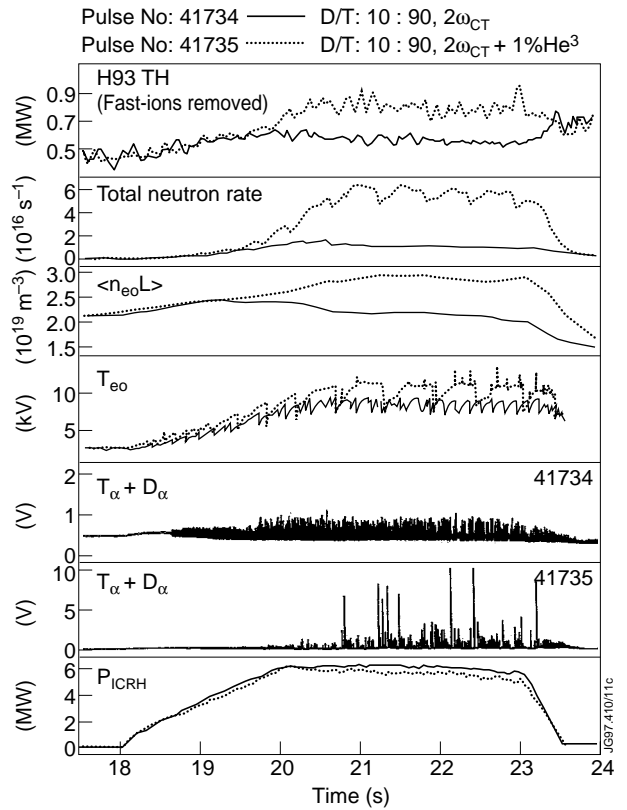 Pulse No: 41734 D/T: 10 : 90, 2ω_CT
Pulse No: 41735 D/T: 10 : 90, 2ω_CT + 1%He³
H93 TH
(Fast-ions removed)
(MW)
0.9
0.7
0.5
Total neutron rate
(10¹⁶ s⁻¹)
6
4
2
0
<n_eoL>
(10¹⁹ m⁻³)
3.0
2.5
2.0
1.5
T_eo
(kV)
10
5
T_α + D_α
41734
(V)
2
1
0
T_α + D_α
41735
(V)
10
5
0
P_ICRH
(MW)
6
4
2
0
18 19 20 21 22 23 24
Time (s)
JG97.410/11c